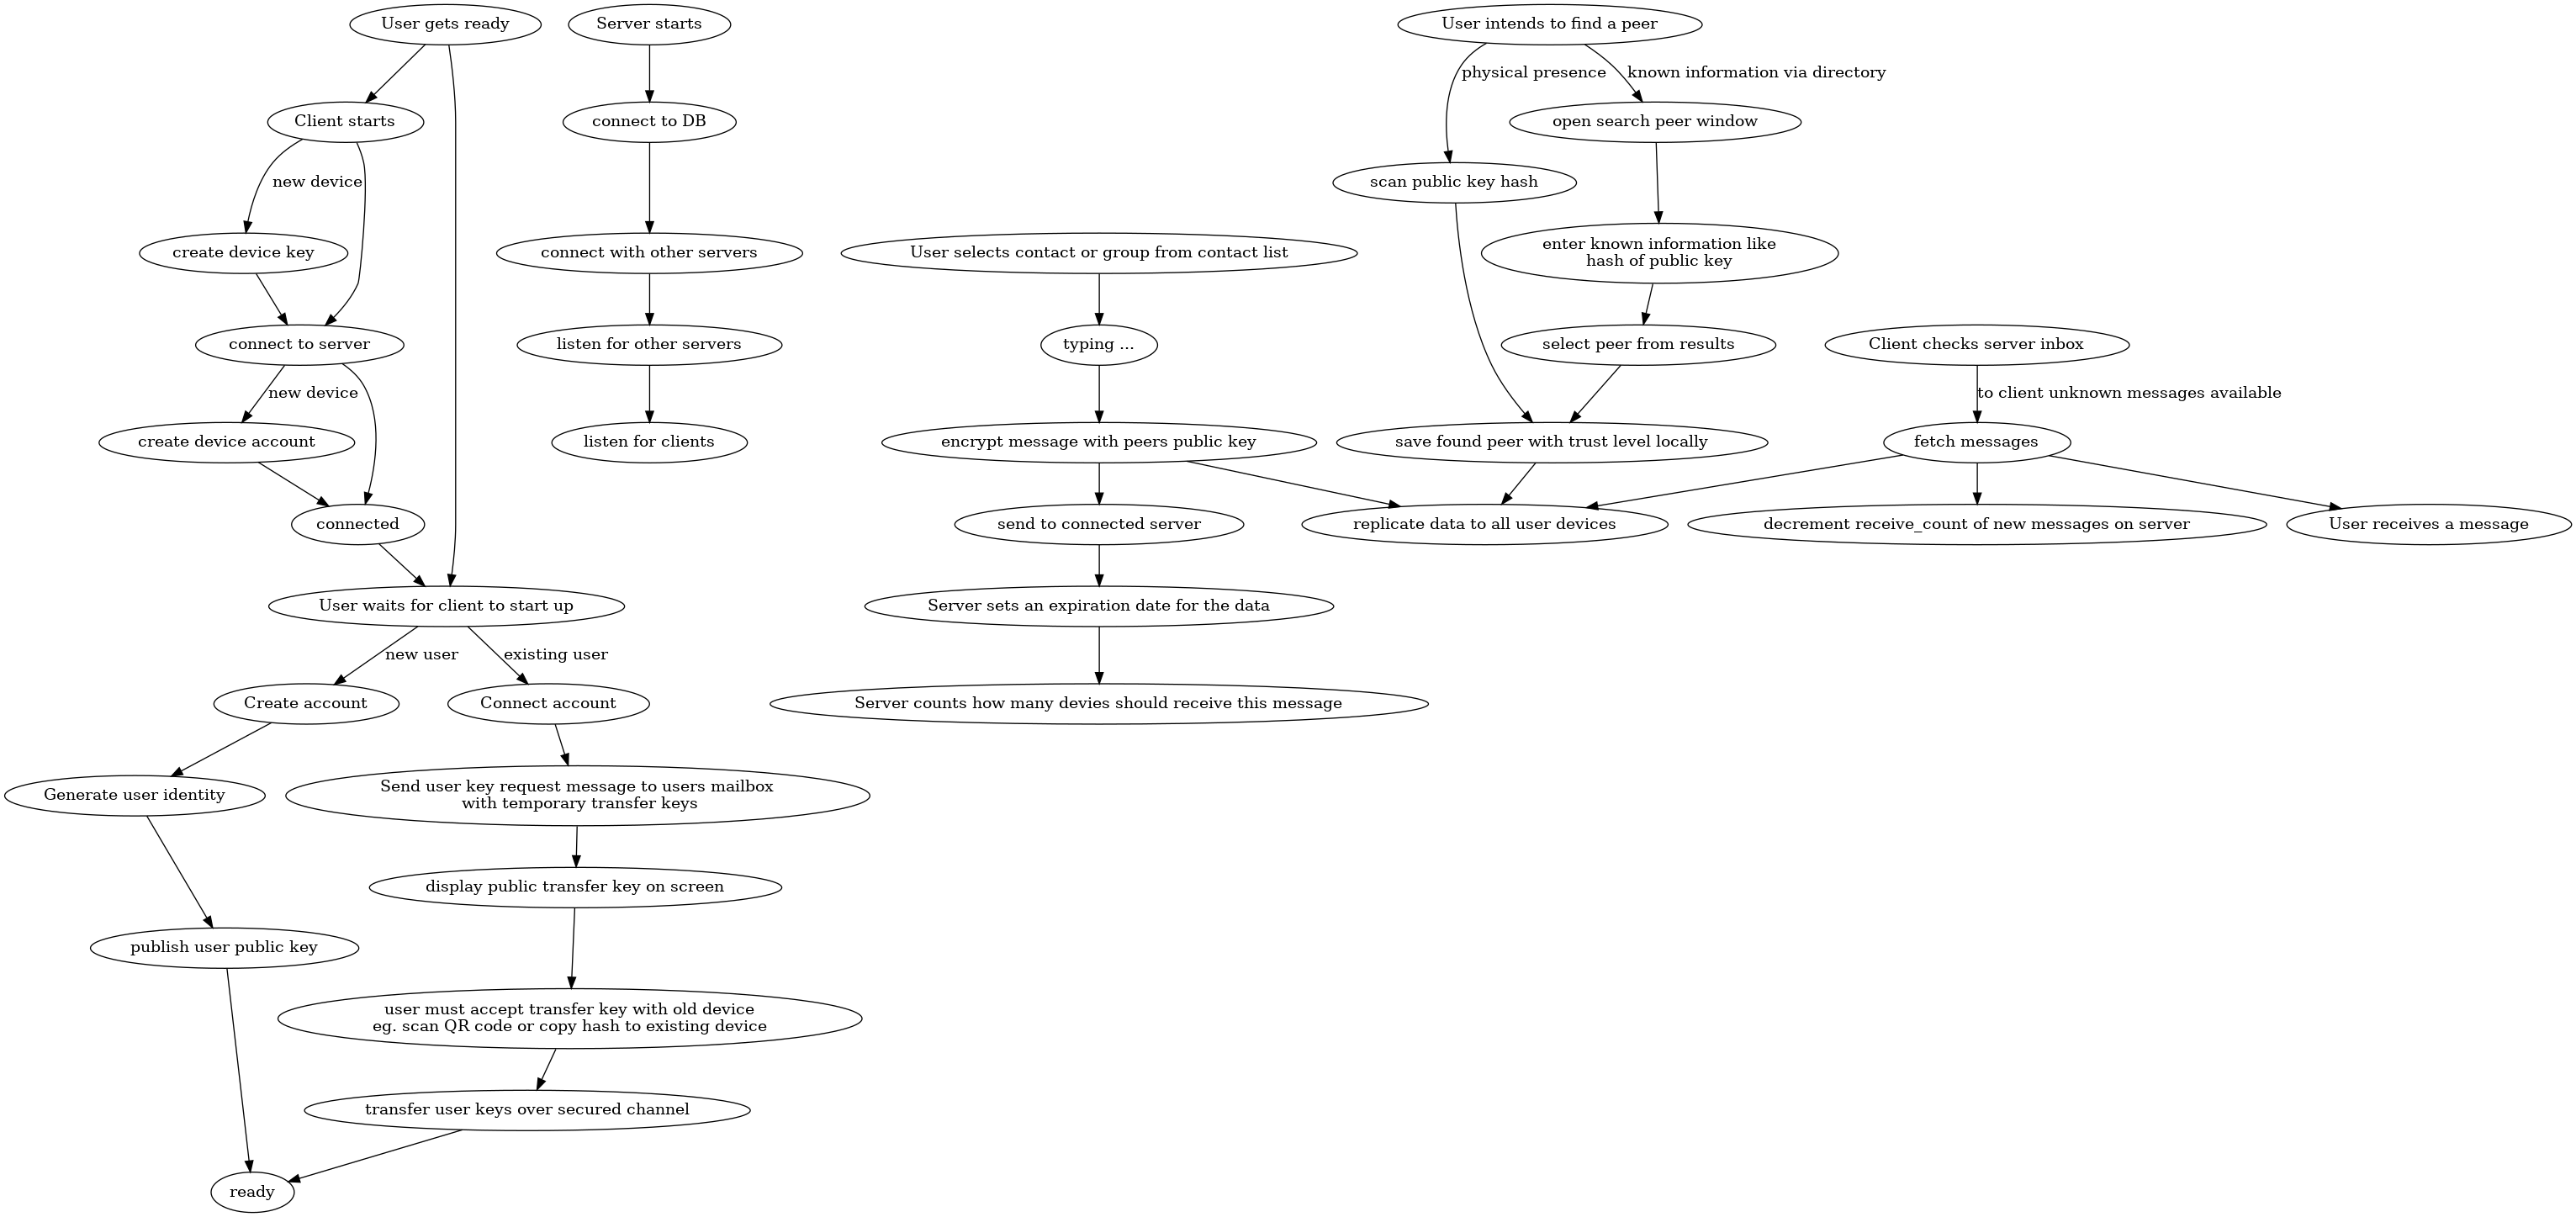 User gets ready
Server starts
User intends to find a peer
physical presence
known information via directory
Client starts
connect to DB
open search peer window
new device
scan public key hash
create device key
connect with other servers
User selects contact or group from contact list
enter known information like
hash of public key
connect to server
listen for other servers
typing ...
select peer from results
Client checks server inbox
new device
to client unknown messages available
create device account
listen for clients
encrypt message with peers public key
save found peer with trust level locally
fetch messages
connected
send to connected server
replicate data to all user devices
decrement receive_count of new messages on server
User receives a message
User waits for client to start up
Server sets an expiration date for the data
new user
existing user
Create account
Connect account
Server counts how many devies should receive this message
Generate user identity
Send user key request message to users mailbox
with temporary transfer keys
display public transfer key on screen
publish user public key
user must accept transfer key with old device
eg. scan QR code or copy hash to existing device
transfer user keys over secured channel
ready